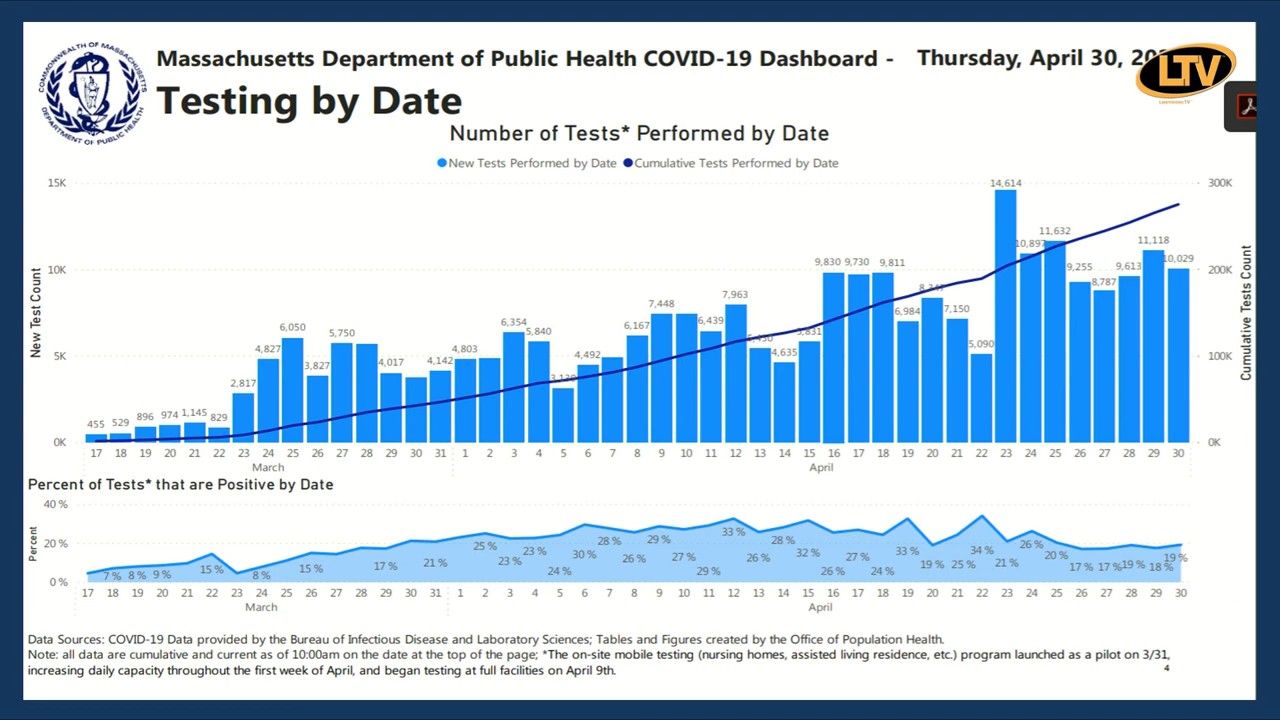 Massachusetts Department of Public Health COVID-19 Dashboard - Thursday, April 30,
LTV
Testing by Date
COMMONWEALTH OF MASSACHUSETTS
DEPARTMENT OF PUBLIC HEALTH
Number of Tests* Performed by Date
New Tests Performed by Date Cumulative Tests Performed by Date
New Test Count
15K
10K
5K
0K
Cumulative Tests Count
300K
200K
100K
0K
455 529 896 974 1,145 829 2,817 4,827 6,050 3,827 5,750 4,017 4,142 4,803 6,354 5,840 4,492 6,167 7,448 6,439 7,963 4,635 9,830 9,730 9,811 6,984 7,150 5,090 14,614 10,897 11,632 9,255 8,787 9,613 11,118 10,029
17 18 19 20 21 22 23 24 25 26 27 28 29 30 31 1 2 3 4 5 6 7 8 9 10 11 12 13 14 15 16 17 18 19 20 21 22 23 24 25 26 27 28 29 30
March April
Percent of Tests* that are Positive by Date
Percent
40 %
20 %
0 %
7 % 8 % 9 % 15 % 8 % 15 % 17 % 21 % 25 % 23 % 23 % 24 % 30 % 28 % 26 % 29 % 27 % 29 % 33 % 26 % 28 % 32 % 26 % 27 % 24 % 33 % 19 % 25 % 34 % 21 % 26 % 20 % 17 % 17 % 19 % 18 % 19 %
17 18 19 20 21 22 23 24 25 26 27 28 29 30 31 1 2 3 4 5 6 7 8 9 10 11 12 13 14 15 16 17 18 19 20 21 22 23 24 25 26 27 28 29 30
March April
Data Sources: COVID-19 Data provided by the Bureau of Infectious Disease and Laboratory Sciences; Tables and Figures created by the Office of Population Health.
Note: all data are cumulative and current as of 10:00am on the date at the top of the page; *The on-site mobile testing (nursing homes, assisted living residence, etc.) program launched as a pilot on 3/31,
increasing daily capacity throughout the first week of April, and began testing at full facilities on April 9th.
4